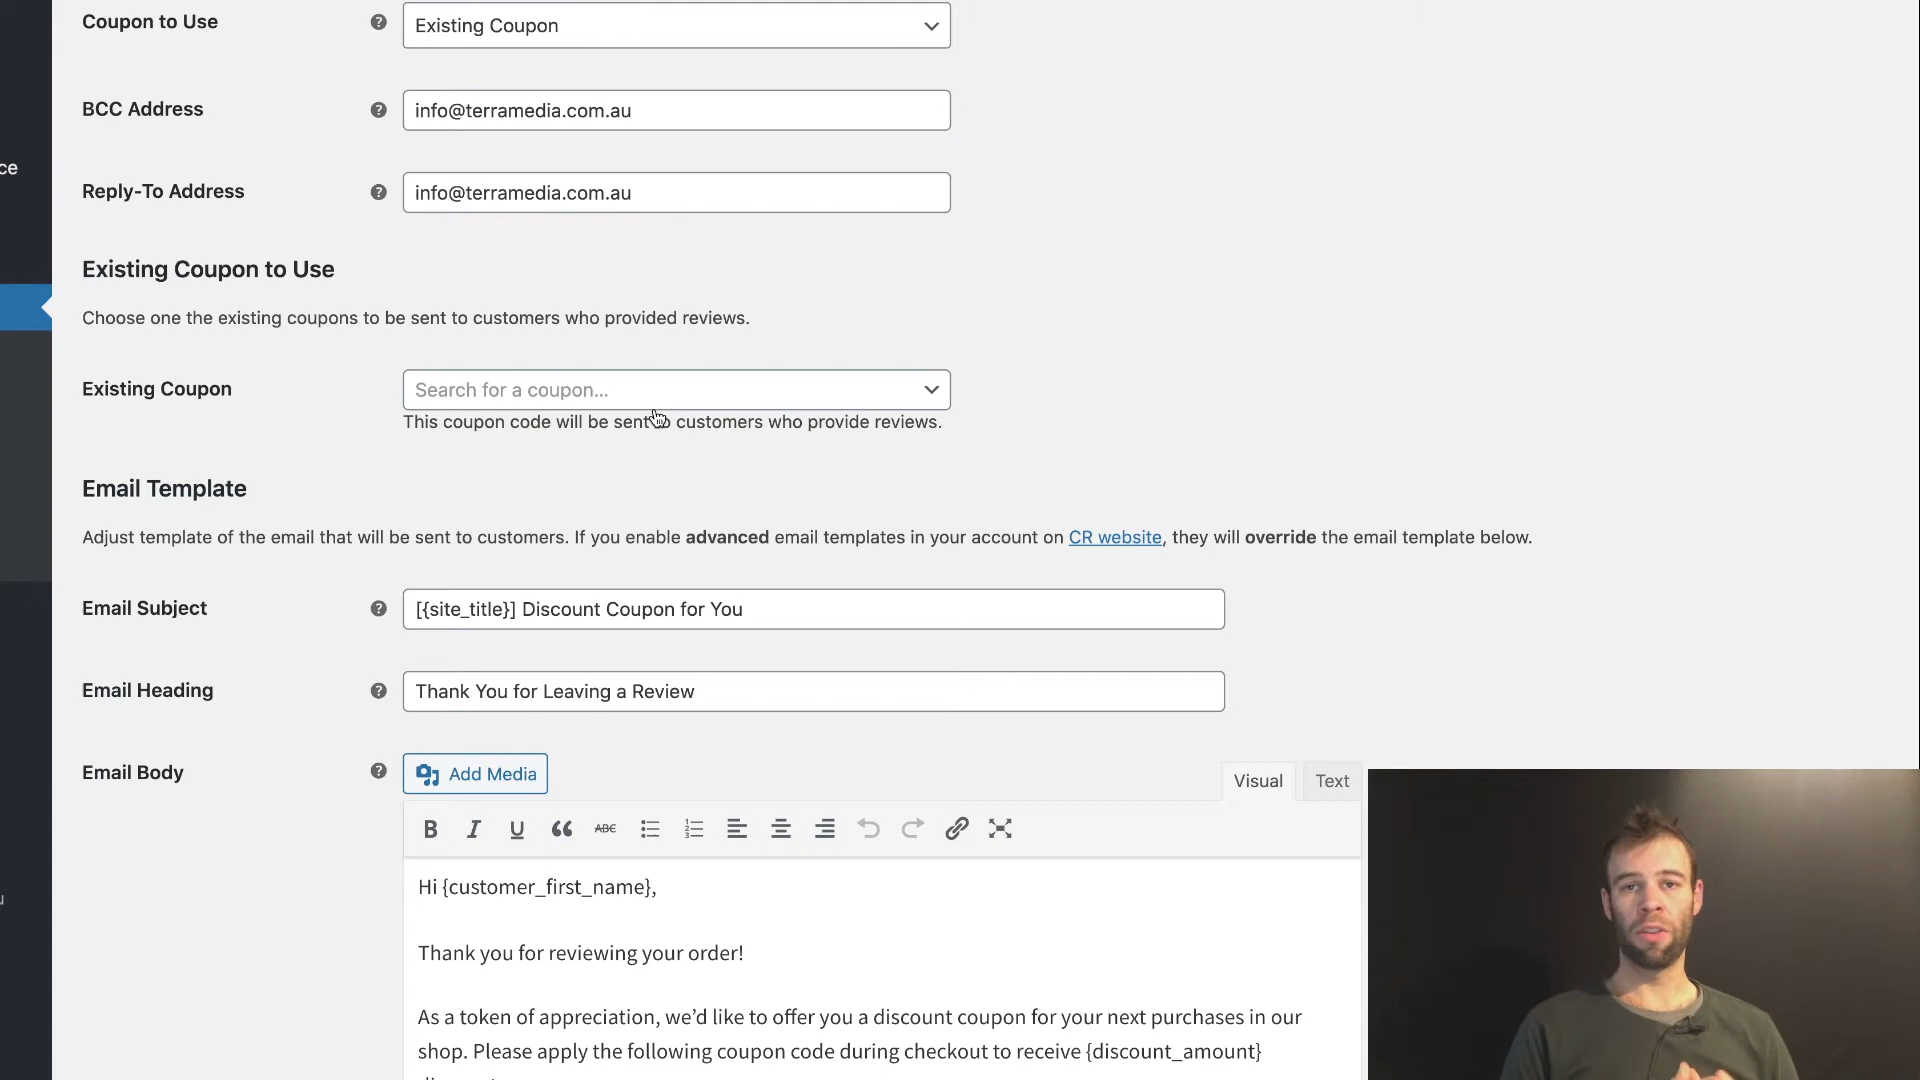 Coupon to Use
Existing Coupon
BCC Address
info@terramedia.com.au
ce
Reply-To Address
info@terramedia.com.au
Existing Coupon to Use
Choose one the existing coupons to be sent to customers who provided reviews.
Existing Coupon
Search for a coupon...
This coupon code will be sent to customers who provide reviews.
Email Template
Adjust template of the email that will be sent to customers. If you enable advanced email templates in your account on CR website, they will override the email template below.
Email Subject
[{site_title}] Discount Coupon for You
Email Heading
Thank You for Leaving a Review
Email Body
Add Media
Visual
Text
B I U ABC
Hi {customer_first_name},
Thank you for reviewing your order!
As a token of appreciation, we’d like to offer you a discount coupon for your next purchases in our
shop. Please apply the following coupon code during checkout to receive {discount_amount}